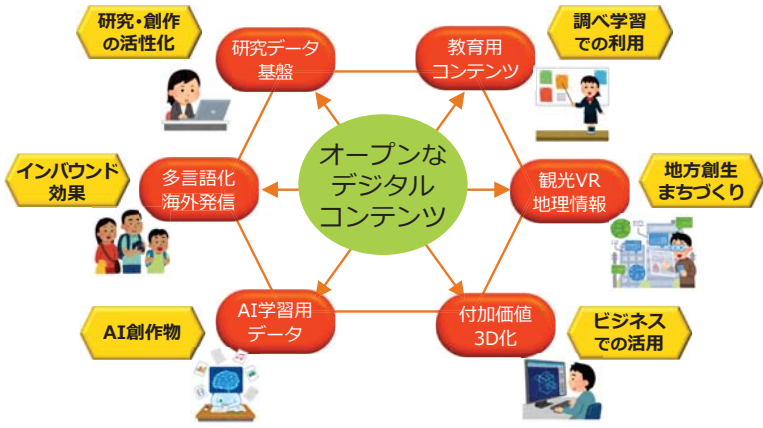 研究・創作
の活性化
研究データ
基盤
教育用
コンテンツ
調べ学習
での利用
インバウンド
効果
多言語化
海外発信
オープンな
デジタル
コンテンツ
観光VR
地理情報
地方創生
まちづくり
AI創作物
AI学習用
データ
付加価値
3D化
ビジネス
での活用